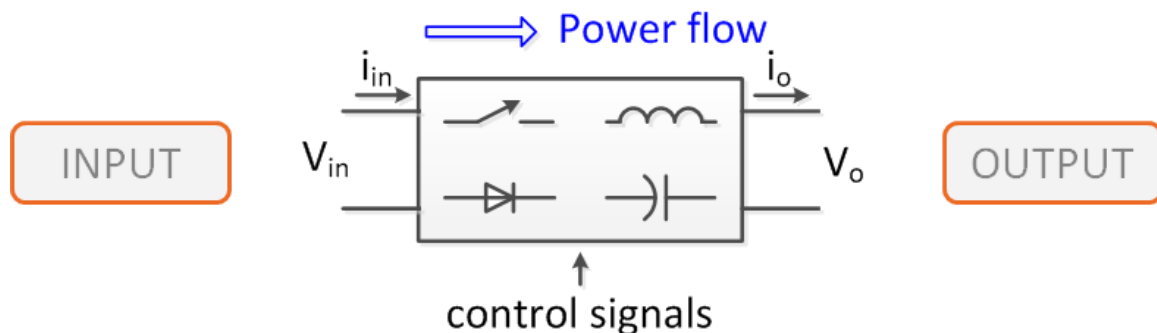 Power flow
i_in
i_o
INPUT
V_in
V_o
OUTPUT
control signals